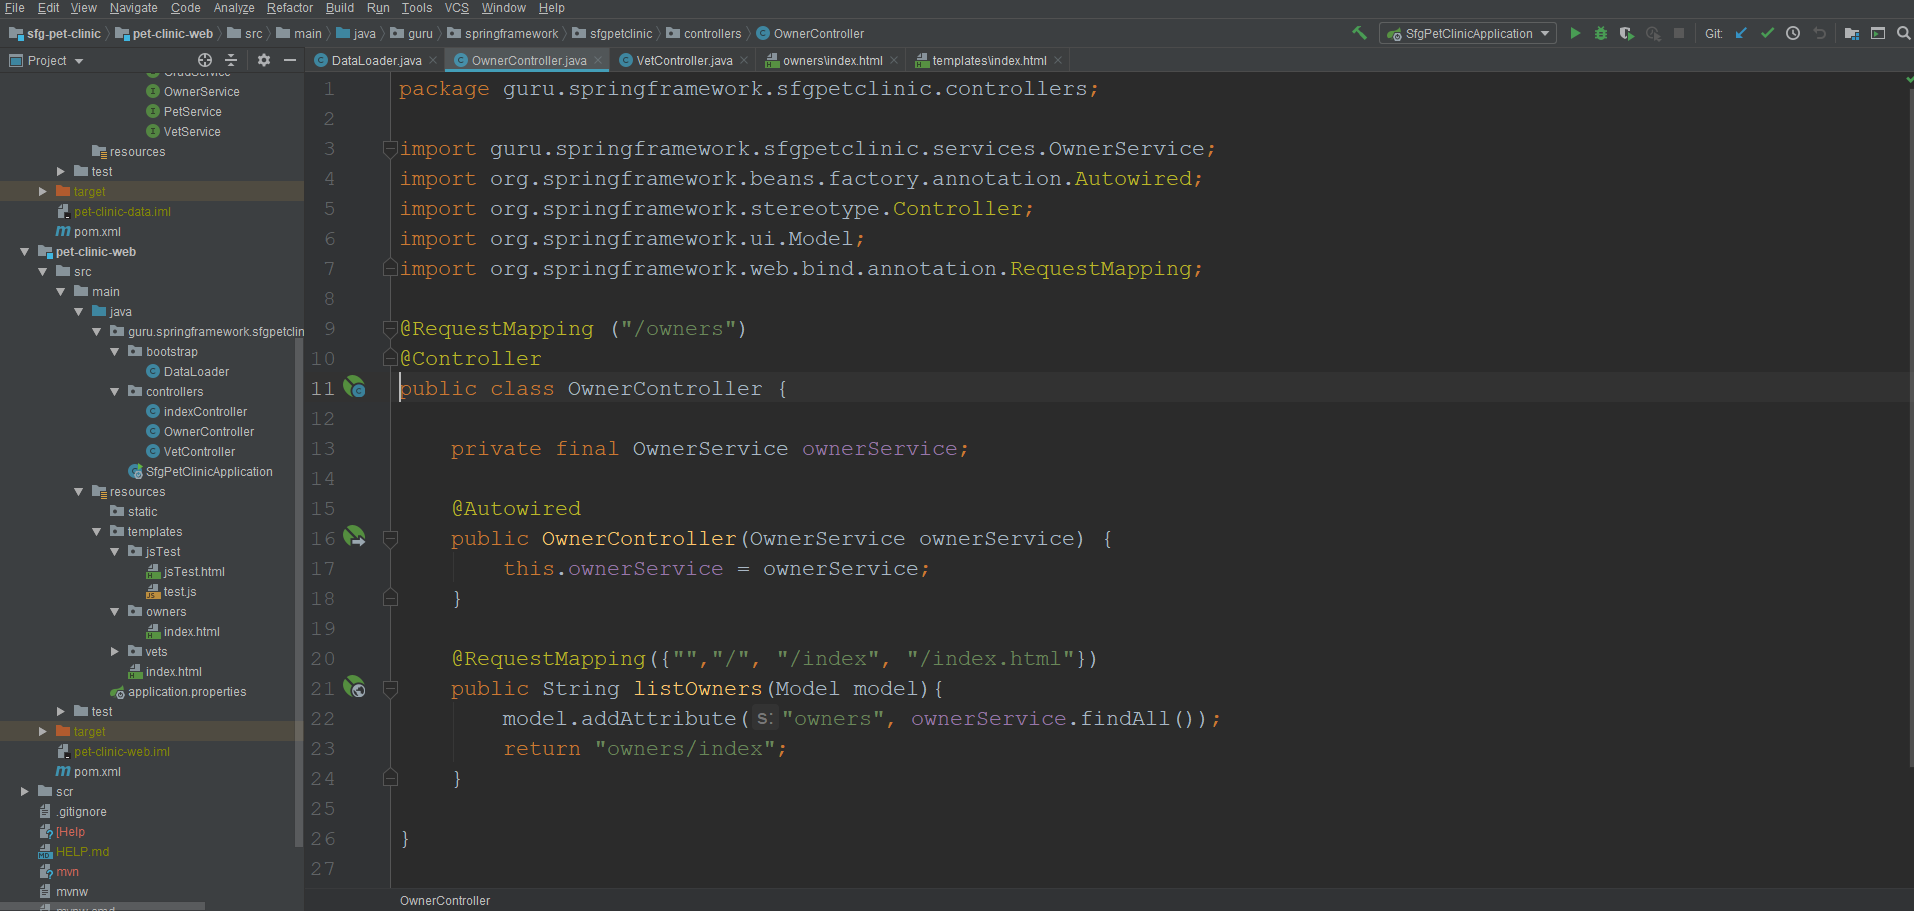 File Edit View Navigate Code Analyze Refactor Build Run Tools VCS Window Help
sfg-pet-clinic pet-clinic-web src main java guru springframework sfgpetclinic controllers OwnerController SfgPetClinicApplication Git:
Project DataLoader.java OwnerController.java VetController.java owners\index.html templates\index.html
OwnerService
PetService
VetService
resources
test
target
pet-clinic-data.iml
pom.xml
pet-clinic-web
src
main
java
guru.springframework.sfgpetclin
bootstrap
DataLoader
controllers
indexController
OwnerController
VetController
SfgPetClinicApplication
resources
static
templates
jsTest
jsTest.html
test.js
owners
index.html
vets
index.html
application.properties
test
target
pet-clinic-web.iml
pom.xml
scr
.gitignore
[Help
HELP.md
mvn
mvnw
1 package guru.springframework.sfgpetclinic.controllers;
2
3 import guru.springframework.sfgpetclinic.services.OwnerService;
4 import org.springframework.beans.factory.annotation.Autowired;
5 import org.springframework.stereotype.Controller;
6 import org.springframework.ui.Model;
7 import org.springframework.web.bind.annotation.RequestMapping;
8
9 @RequestMapping ("/owners")
10 @Controller
11 public class OwnerController {
12
13 private final OwnerService ownerService;
14
15 @Autowired
16 public OwnerController(OwnerService ownerService) {
17 this.ownerService = ownerService;
18 }
19
20 @RequestMapping({"","/", "/index", "/index.html"})
21 public String listOwners(Model model){
22 model.addAttribute( s: "owners", ownerService.findAll());
23 return "owners/index";
24 }
25
26 }
27
OwnerController